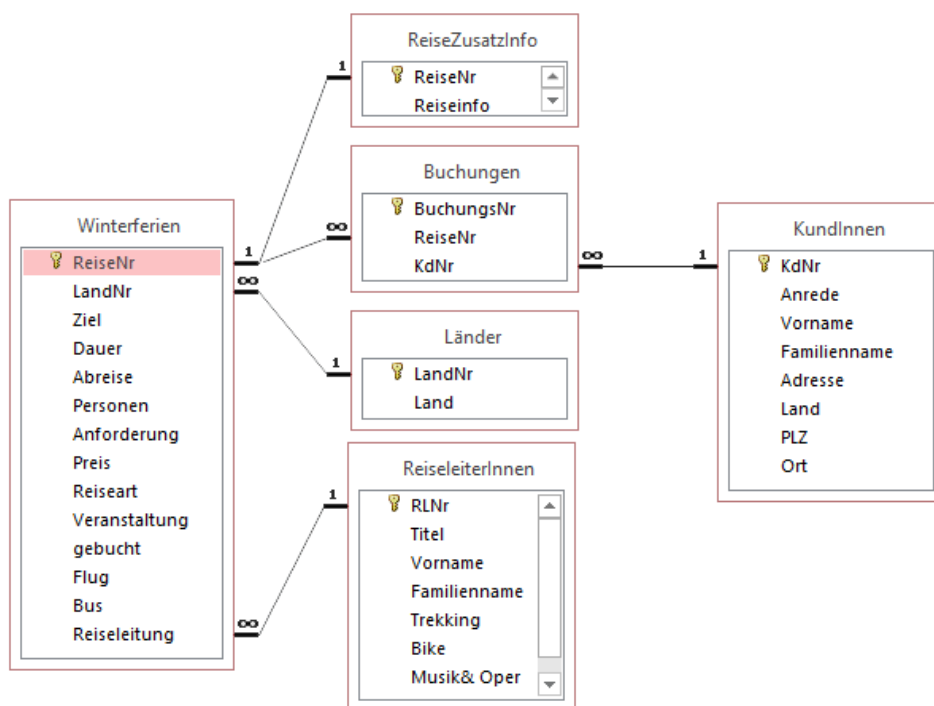 Winterferien
ReiseNr
LandNr
Ziel
Dauer
Abreise
Personen
Anforderung
Preis
Reiseart
Veranstaltung
gebucht
Flug
Bus
Reiseleitung
1
∞
∞
1
∞
1
1
ReiseZusatzInfo
ReiseNr
Reiseinfo
Buchungen
BuchungsNr
ReiseNr
KdNr
Länder
LandNr
Land
ReiseleiterInnen
RLNr
Titel
Vorname
Familienname
Trekking
Bike
Musik& Oper
∞
1
KundInnen
KdNr
Anrede
Vorname
Familienname
Adresse
Land
PLZ
Ort